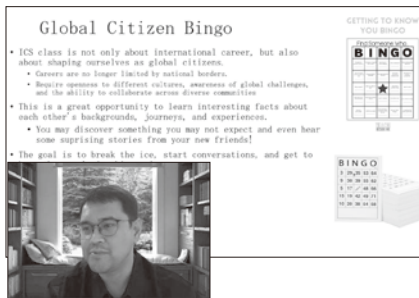 Global Citizen Bingo
• ICS class is not only about international career, but also
about shaping ourselves as global citizens.
• Careers are no longer limited by national borders.
• Require openness to different cultures, awareness of global challenges,
and the ability to collaborate across diverse communities
• This is a great opportunity to learn interesting facts about
each other's backgrounds, journeys, and experiences.
• You may discover something you may not expect and even hear
some suprising stories from your new friends!
• The goal is to break the ice, start conversations, and get to
GETTING TO KNOW
YOU BINGO
Find Someone who
BINGO
BINGO